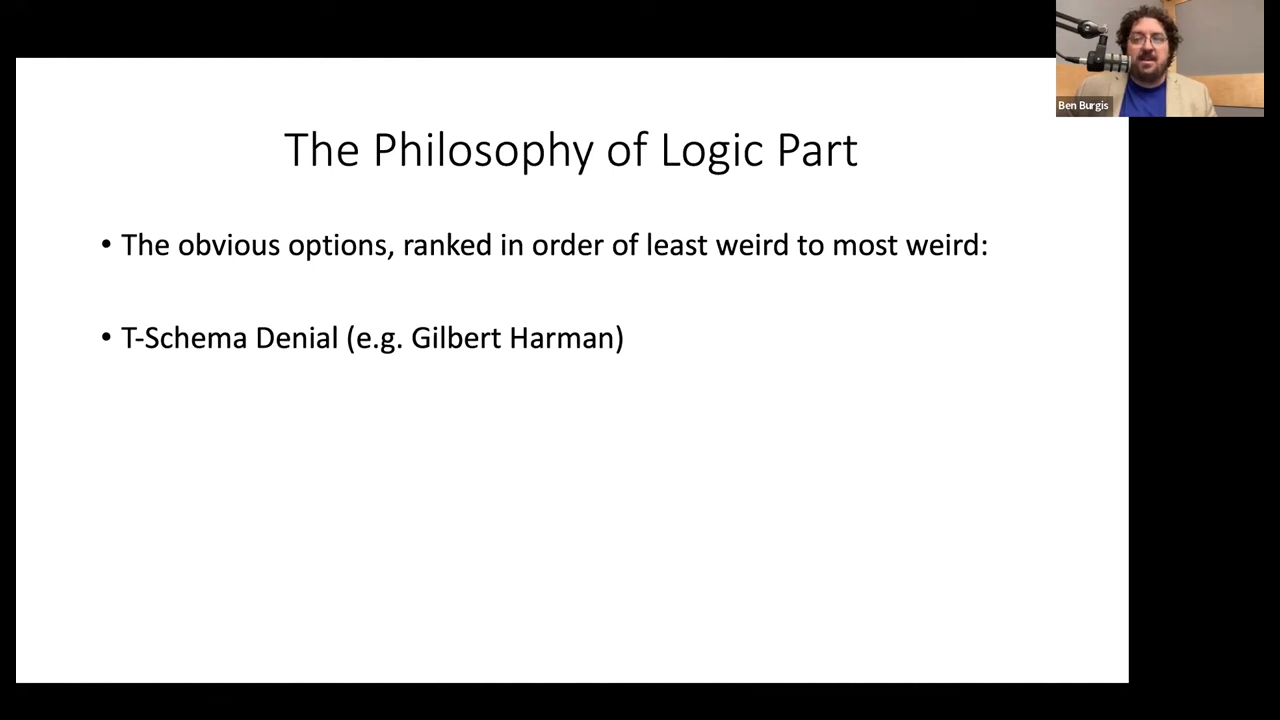 Ben Burgis
The Philosophy of Logic Part
• The obvious options, ranked in order of least weird to most weird:
• T-Schema Denial (e.g. Gilbert Harman)